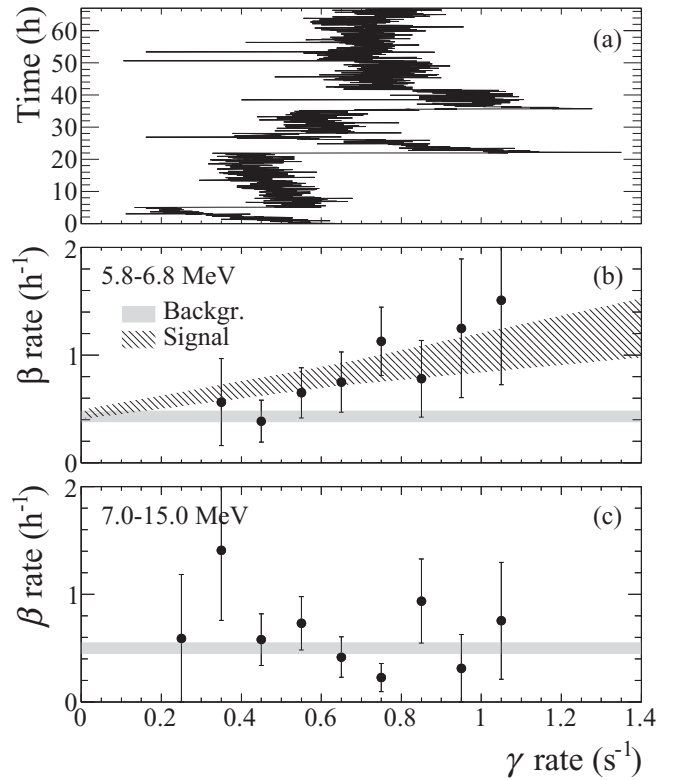 (a)
Time (h)
60
50
40
30
20
10
0
5.8-6.8 MeV
(b)
Backgr.
Signal
β rate (h⁻¹)
2
1
0
7.0-15.0 MeV
(c)
β rate (h⁻¹)
2
1
0
0 0.2 0.4 0.6 0.8 1 1.2 1.4
γ rate (s⁻¹)